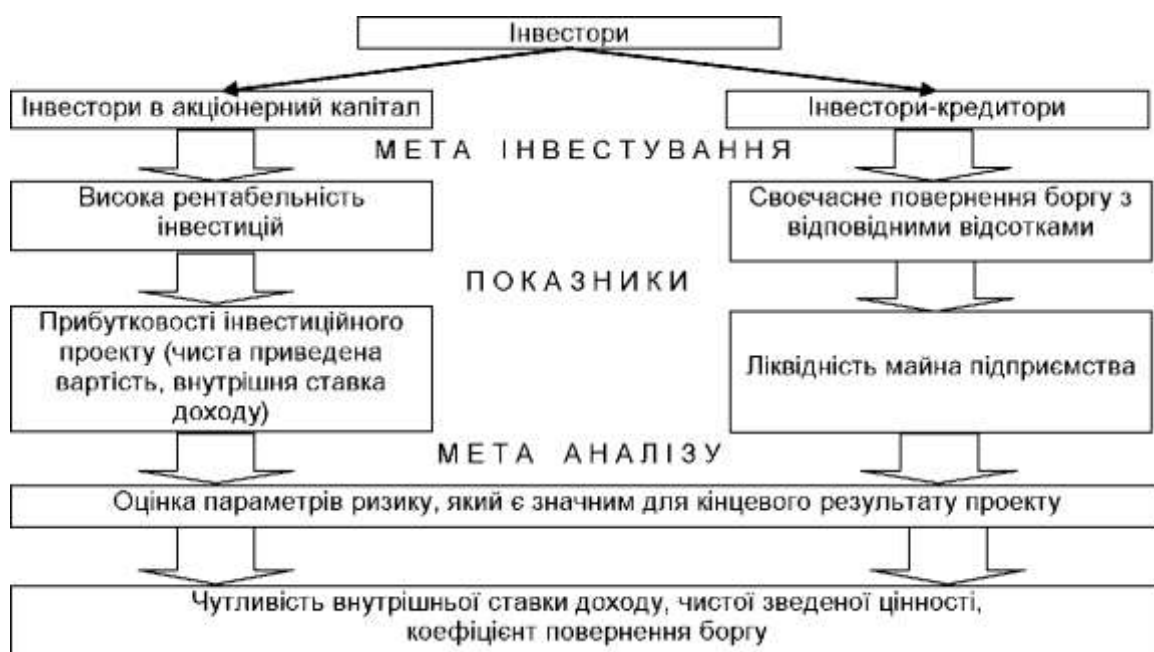 Інвестори
Інвестори в акціонерний капітал
Інвестори-кредитори
МЕТА ІНВЕСТУВАННЯ
Висока рентабельність
інвестицій
Своєчасне повернення боргу з
відповідними відсотками
ПОКАЗНИКИ
Прибутковості інвестиційного
проекту (чиста приведена
вартість, внутрішня ставка
доходу)
Ліквідність майна підприємства
МЕТА АНАЛІЗУ
Оцінка параметрів ризику, який є значним для кінцевого результату проекту
Чутливість внутрішньої ставки доходу, чистої зведеної цінності,
коефіцієнт повернення боргу